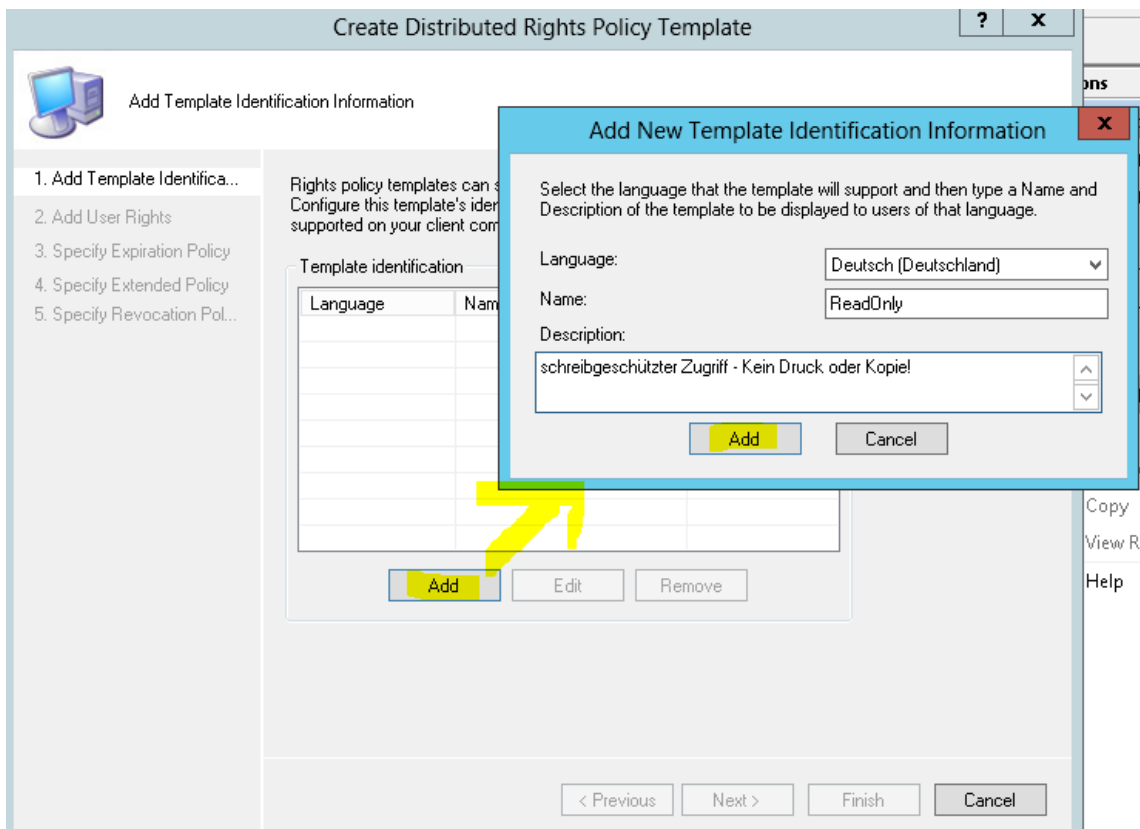 Create Distributed Rights Policy Template
? x
ons
Add Template Identification Information
Add New Template Identification Information
x
1. Add Template Identifica...
2. Add User Rights
3. Specify Expiration Policy
4. Specify Extended Policy
5. Specify Revocation Pol...
Rights policy templates can s
Configure this template's iden
supported on your client com
Template identification
Language Nam
Select the language that the template will support and then type a Name and
Description of the template to be displayed to users of that language.
Language: Deutsch (Deutschland)
Name: ReadOnly
Description:
schreibgeschützter Zugriff - Kein Druck oder Kopie!
Add Cancel
Add Edit Remove
Copy
View R
Help
< Previous Next > Finish Cancel